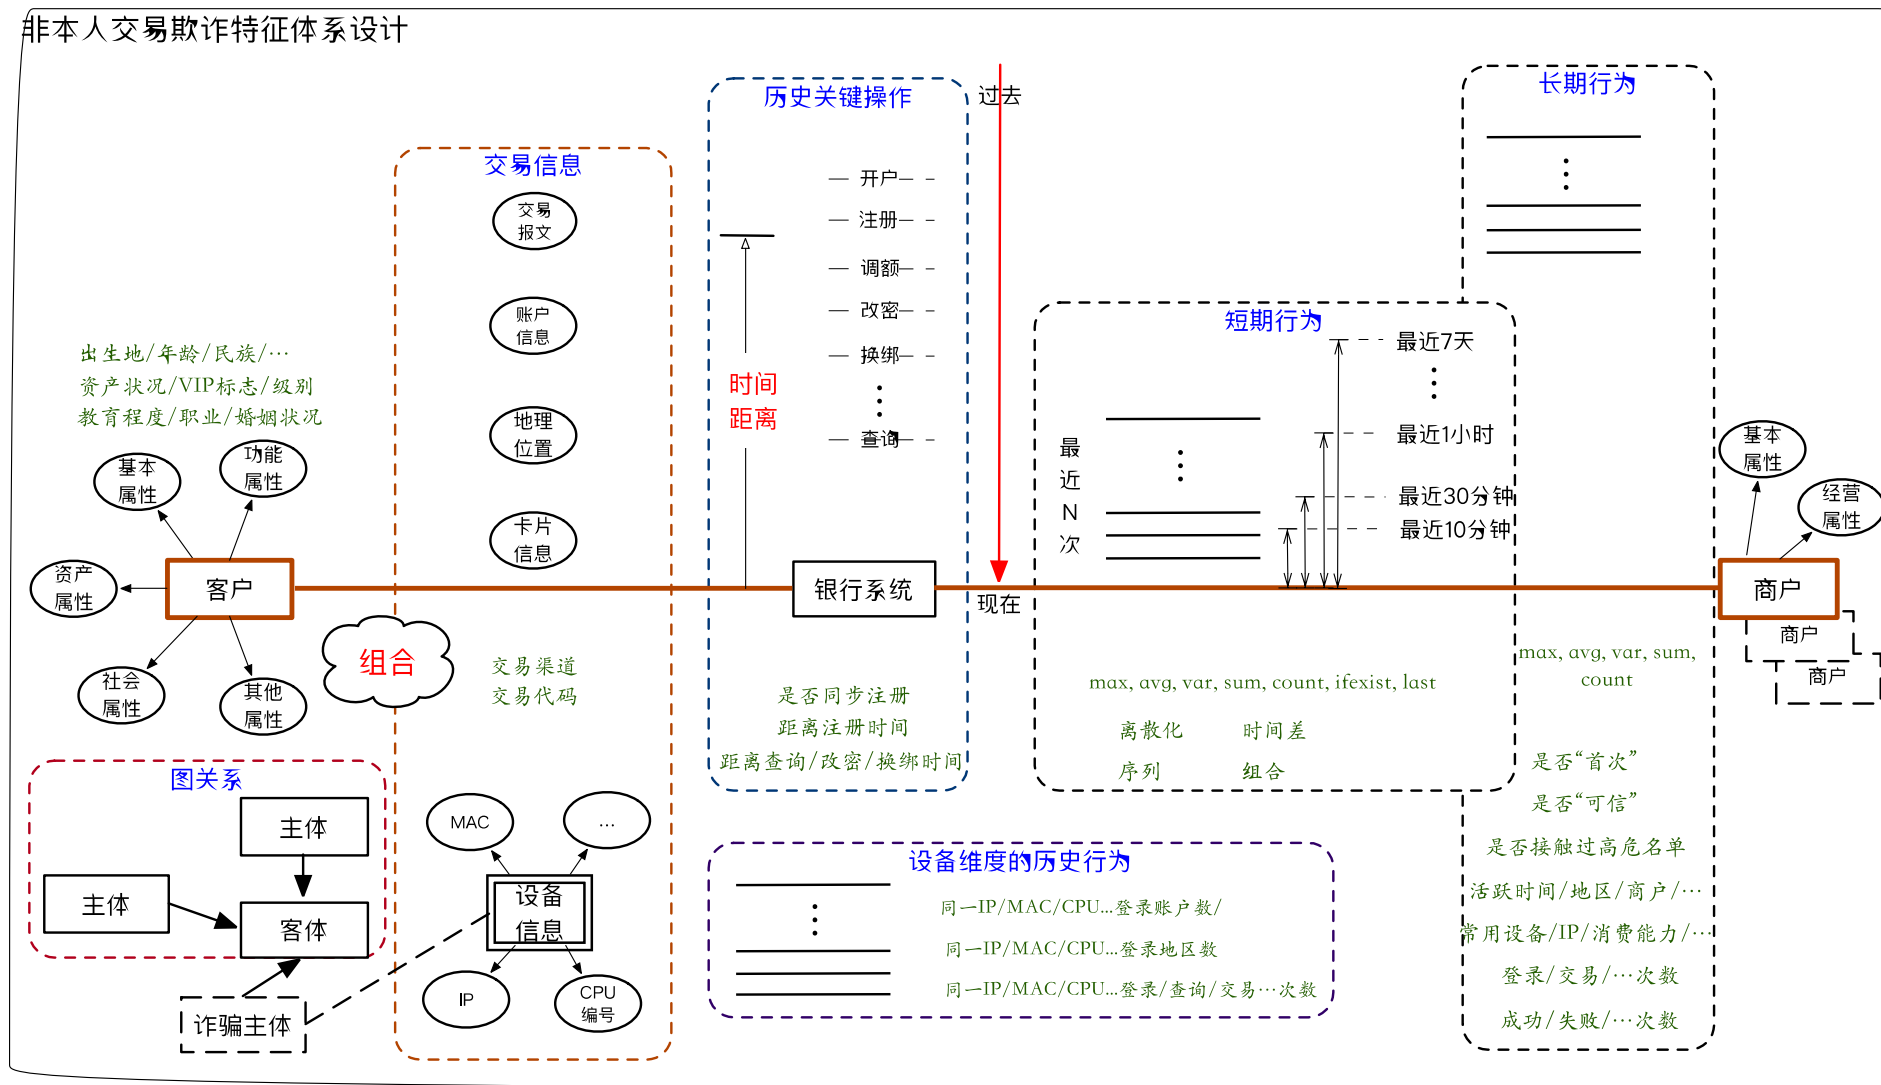 非本人交易欺诈特征体系设计
出生地/年龄/民族/…
资产状况/VIP标志/级别
教育程度/职业/婚姻状况
基本
属性
功能
属性
资产
属性
客户
社会
属性
其他
属性
组合
图关系
主体
主体
客体
诈骗主体
交易信息
交易
报文
账户
信息
地理
位置
卡片
信息
交易渠道
交易代码
MAC
…
设备
信息
IP
CPU
编号
历史关键操作
开户
注册
调额
改密
换绑
查询
时间
距离
银行系统
是否同步注册
距离注册时间
距离查询/改密/换绑时间
过去
现在
短期行为
最近7天
最近1小时
最近30分钟
最近10分钟
最
近
N
次
max, avg, var, sum, count, ifexist, last
离散化
时间差
序列
组合
设备维度的历史行为
同一IP/MAC/CPU...登录账户数/
同一IP/MAC/CPU...登录地区数
同一IP/MAC/CPU...登录/查询/交易…次数
长期行为
max, avg, var, sum,
count
是否“首次”
是否“可信”
是否接触过高危名单
活跃时间/地区/商户/…
常用设备/IP/消费能力/…
登录/交易/…次数
成功/失败/…次数
基本
属性
经营
属性
商户
商户
商户